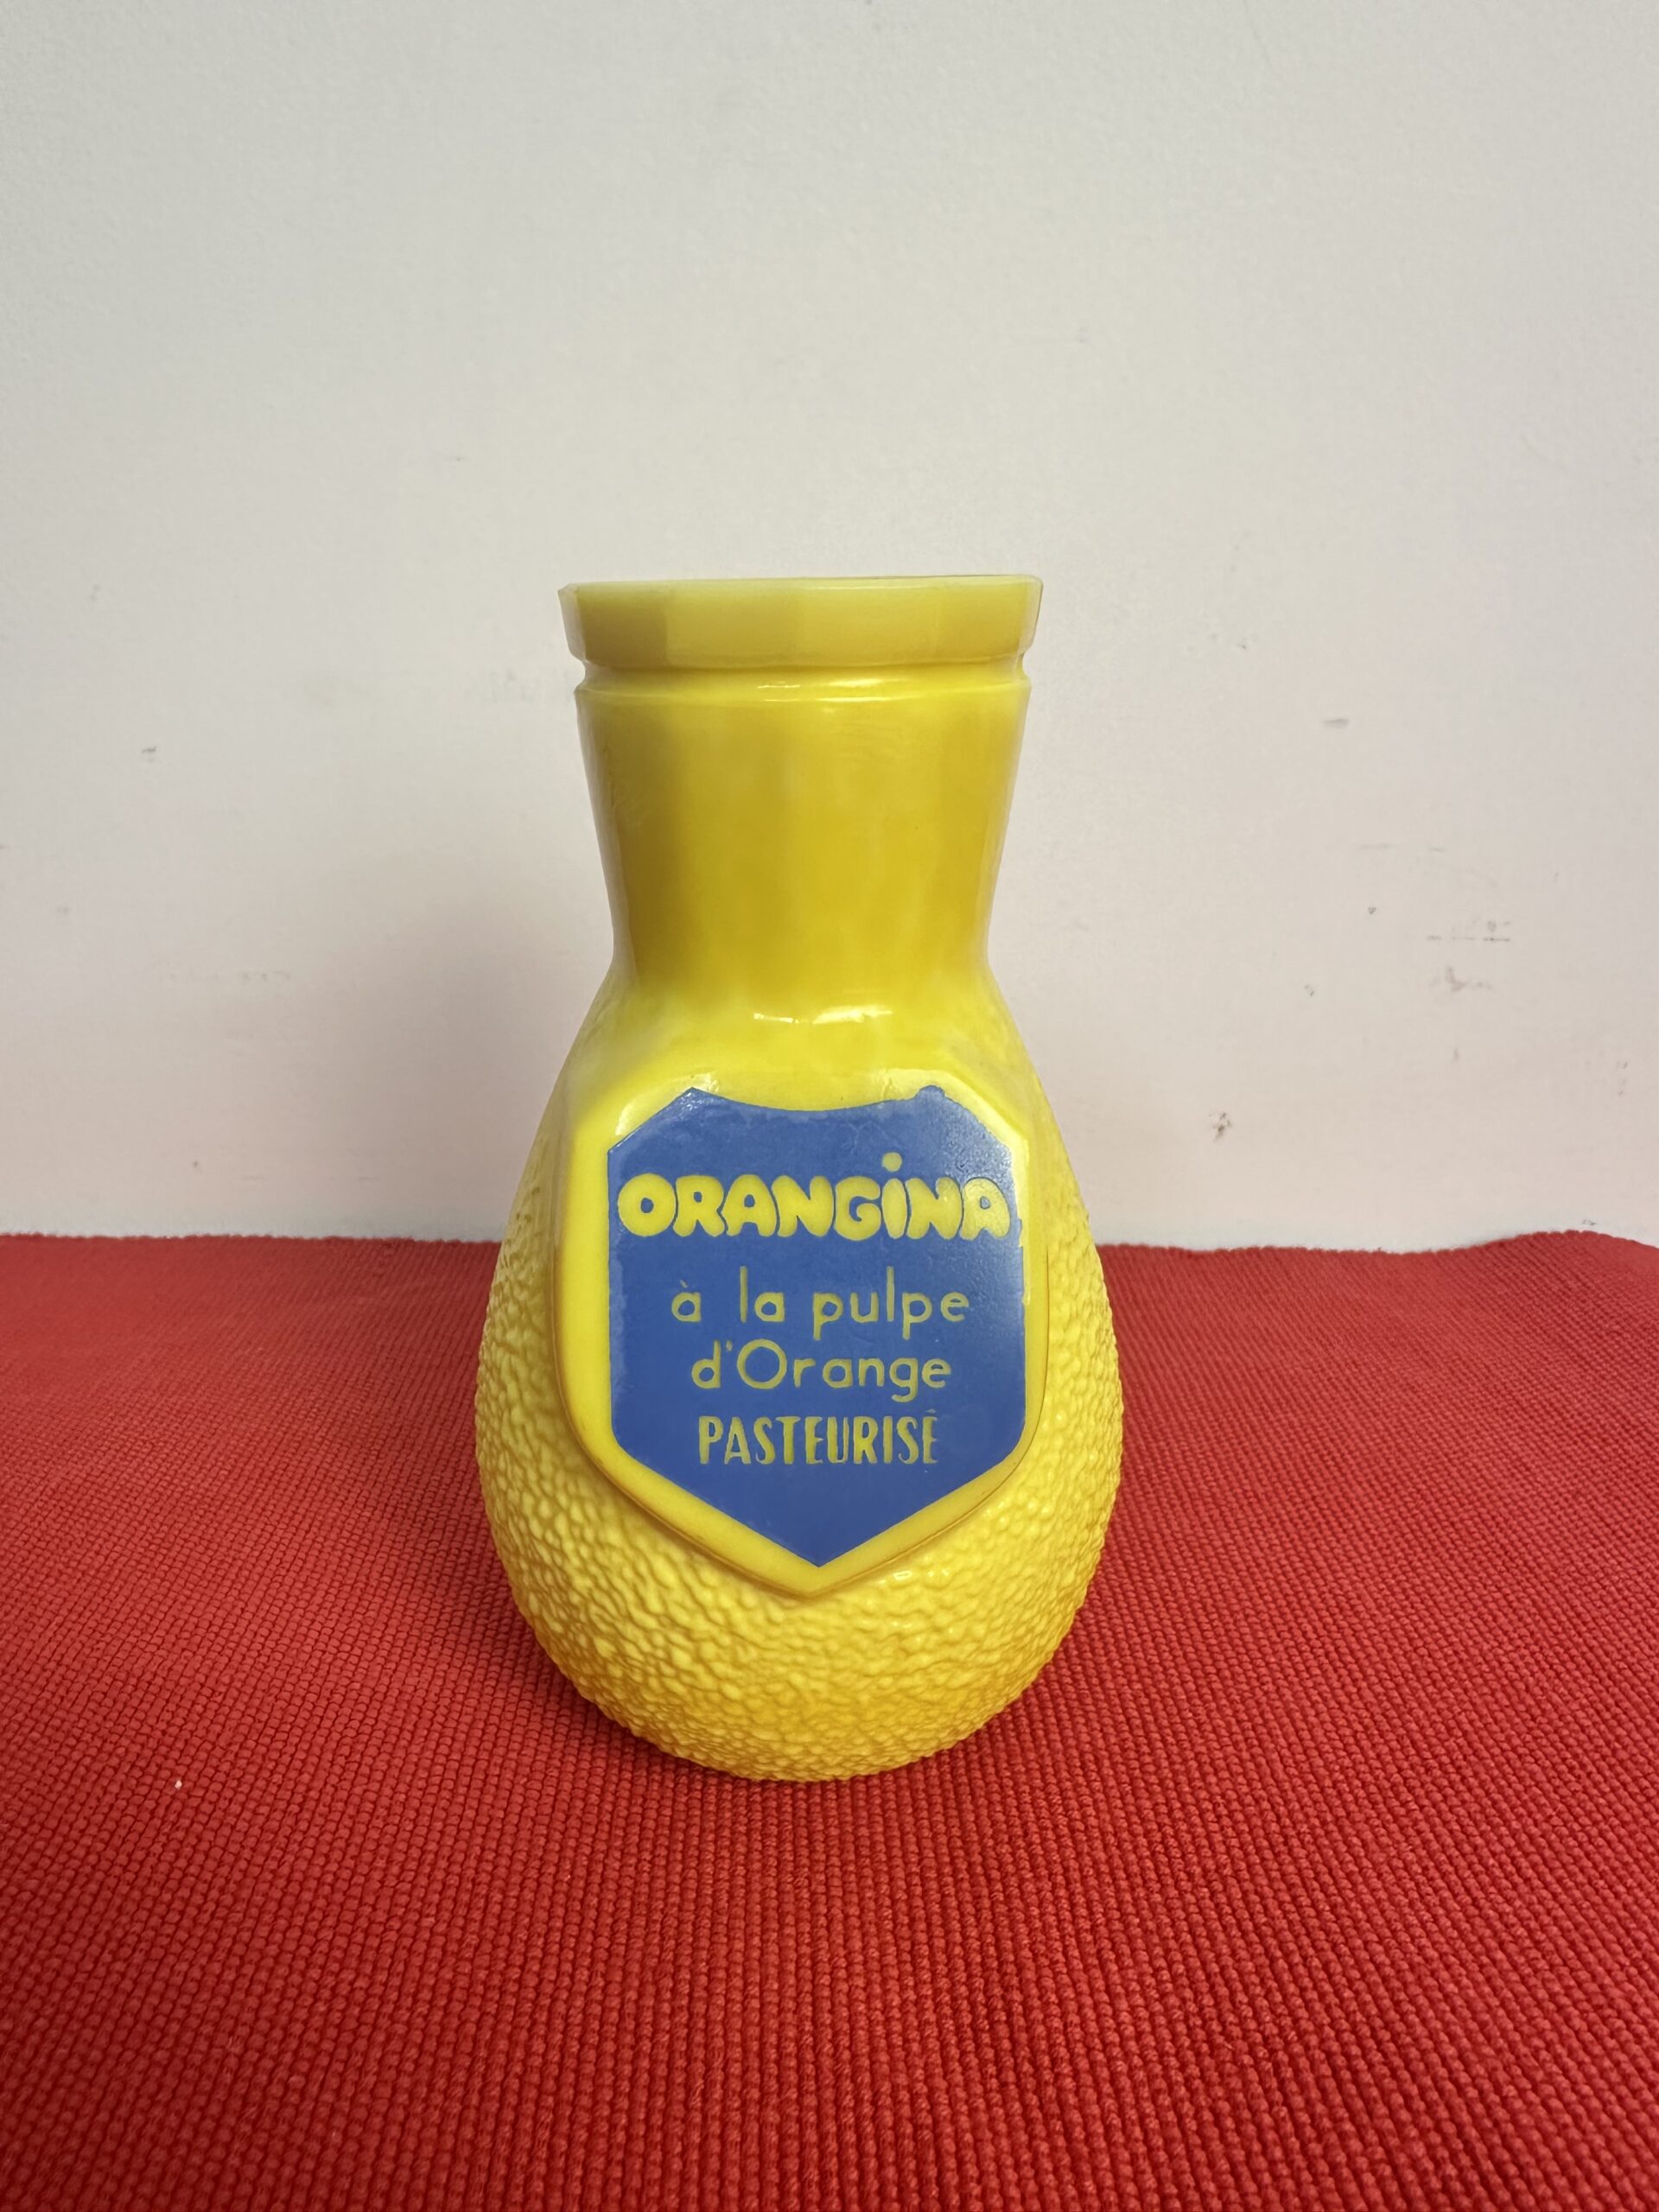 ORANGiNA
à la pulpe
d'Orange
PASTEURISÉ